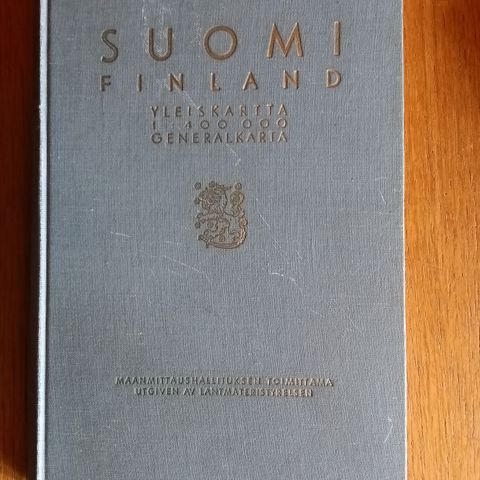 SUOMI
FINLAND
YLEISKARTTA
1:400 000
GENERALKARTA
MAANMITTAUSHALLITUKSEN TOIMITTAMA
UTGIVEN AV LANTMÄTERISTYRELSEN